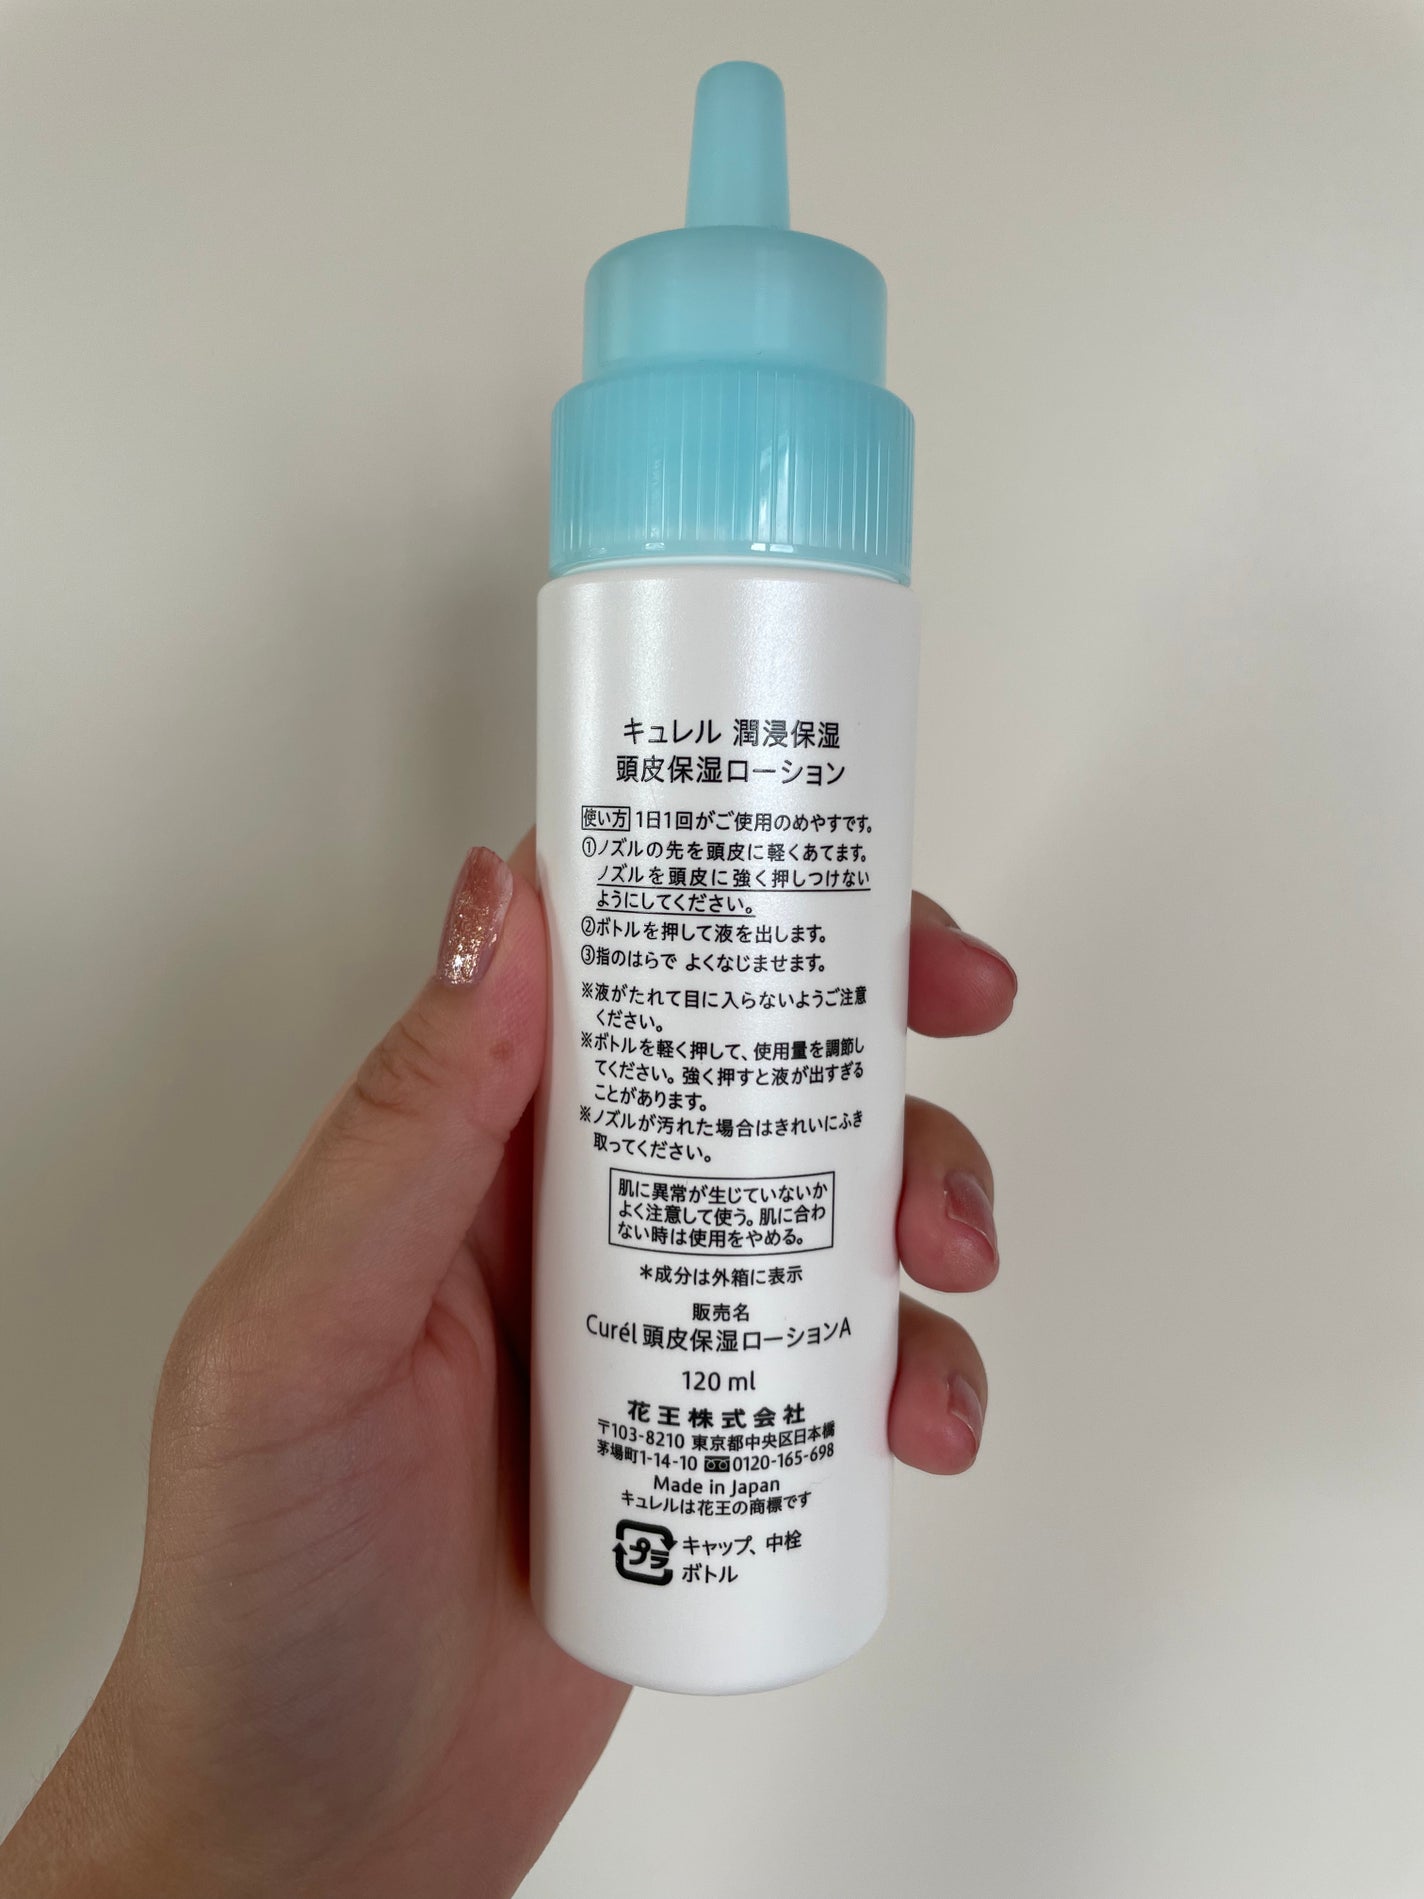 キュレル 潤浸保湿
頭皮保湿ローション
使い方 1日1回がご使用のめやすです。
①ノズルの先を頭皮に軽くあてます。
ノズルを頭皮に強く押しつけない
ようにしてください。
②ボトルを押して液を出します。
③指のはらで よくなじませます。
※液がたれて目に入らないようご注意
ください。
※ボトルを軽く押して、使用量を調節し
てください。強く押すと液が出すぎる
ことがあります。
※ノズルが汚れた場合はきれいにふき
取ってください。
肌に異常が生じていないか
よく注意して使う。肌に合わ
ない時は使用をやめる。
*成分は外箱に表示
販売名
Curél 頭皮保湿ローションA
120 ml
花王株式会社
〒103-8210 東京都中央区日本橋
茅場町1-14-10 0120-165-698
Made in Japan
キュレルは花王の商標です
プラ キャップ、中栓
ボトル